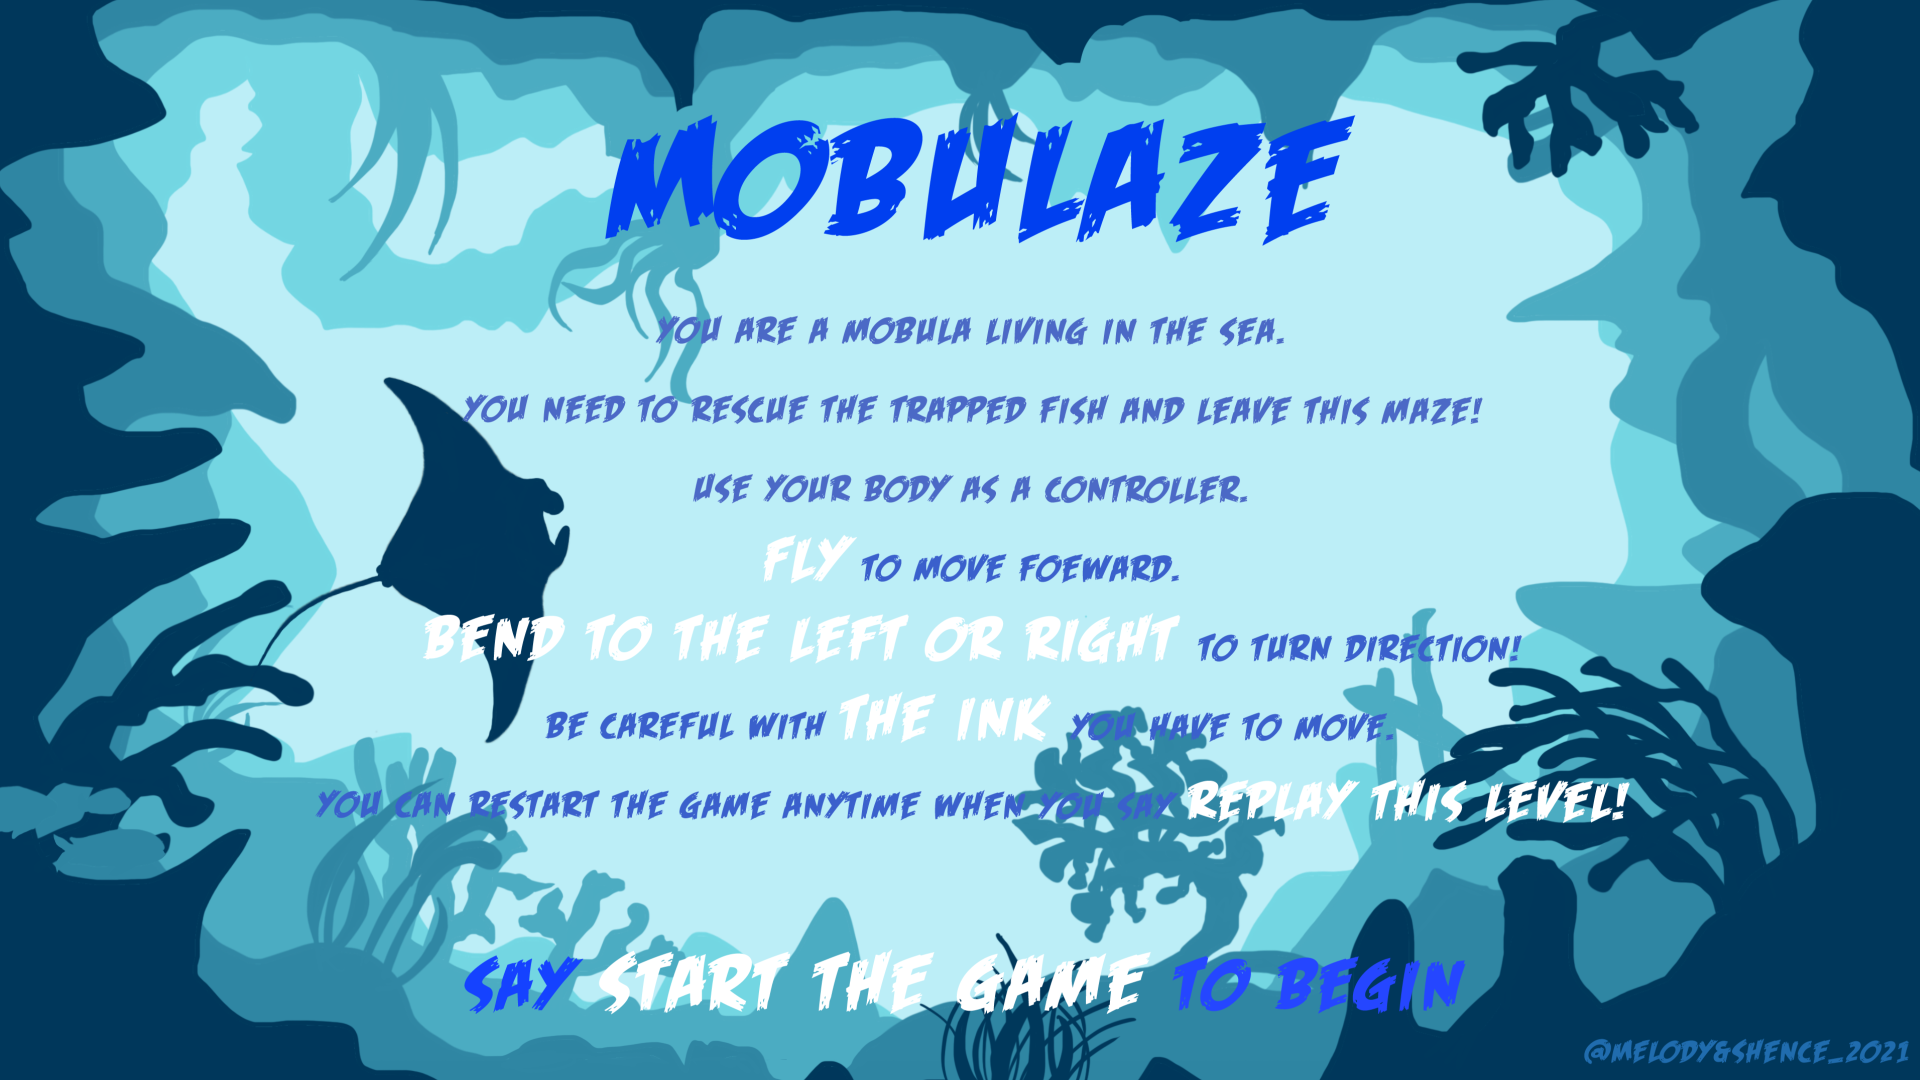 MOBULAZE
YOU ARE A MOBULA LIVING IN THE SEA.
YOU NEED TO RESCUE THE TRAPPED FISH AND LEAVE THIS MAZE!
USE YOUR BODY AS A CONTROLLER.
FLY TO MOVE FOEWARD.
BEND TO THE LEFT OR RIGHT TO TURN DIRECTION!
BE CAREFUL WITH THE INK YOU HAVE TO MOVE.
YOU CAN RESTART THE GAME ANYTIME WHEN YOU SAY REPLAY THIS LEVEL!
SAY START THE GAME TO BEGIN
@MELODY&SHENCE_2021